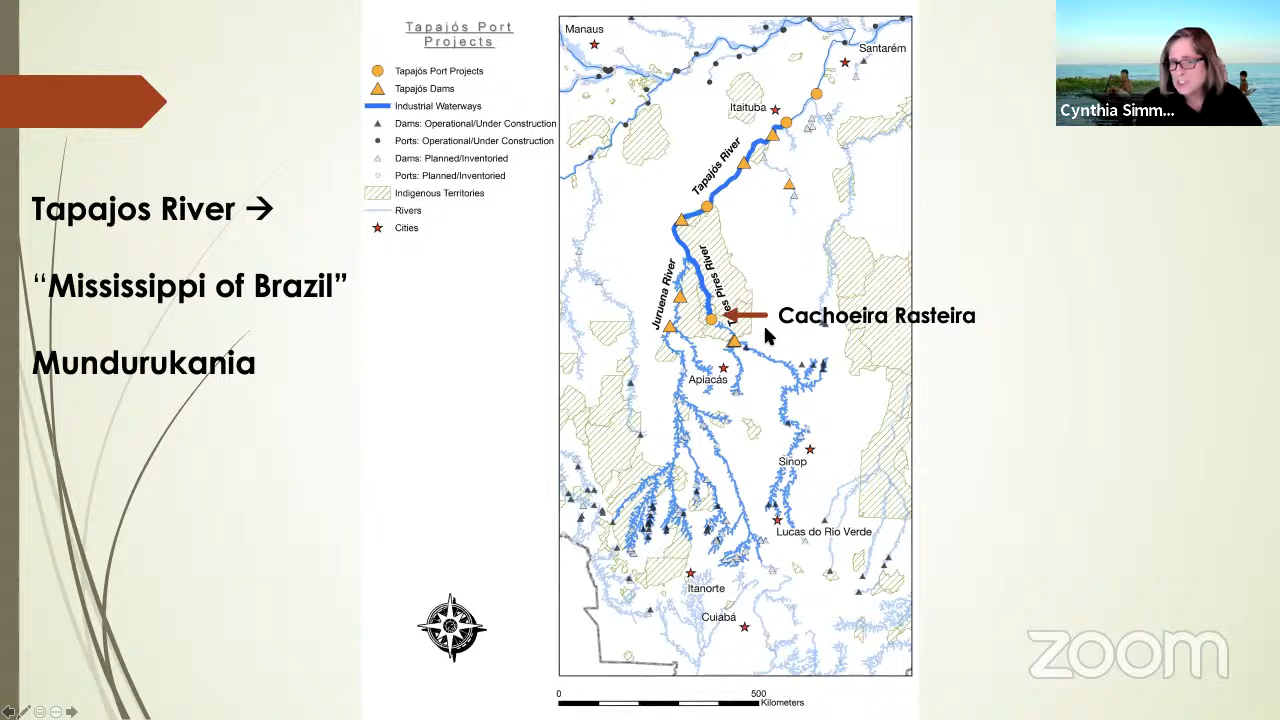 Tapajos River →
“Mississippi of Brazil”
Mundurukania
Tapajós Port
Projects
Tapajós Port Projects
Tapajós Dams
Industrial Waterways
Dams: Operational/Under Construction
Ports: Operational/Under Construction
Dams: Planned/Inventoried
Ports: Planned/Inventoried
Indigenous Territories
Rivers
Cities
Manaus
Santarém
Itaituba
Tapajós River
Juruena River
Pires River
Cachoeira Rasteira
Apiacás
Sinop
Lucas do Rio Verde
Itanorte
Cuiabá
0
500
Kilometers
Cynthia Simm...
zoom